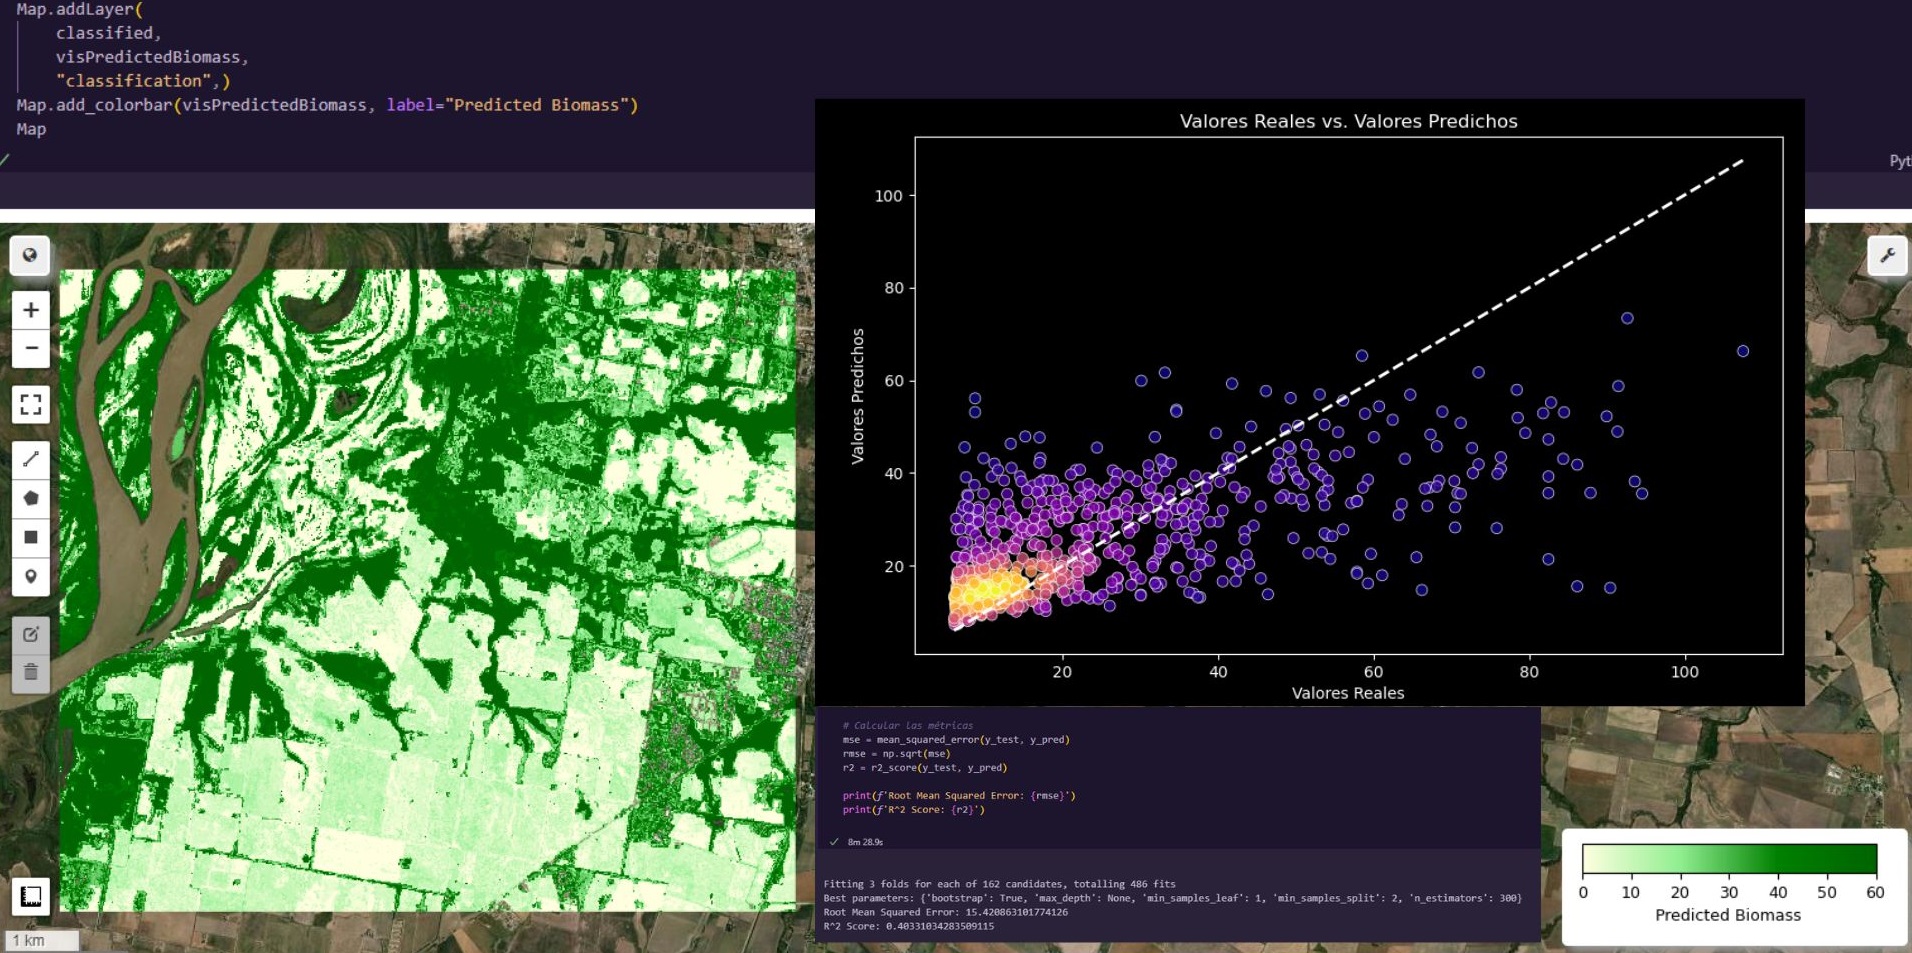 Map.addLayer(
classified,
visPredictedBiomass,
"classification",)
Map.add_colorbar(visPredictedBiomass, label="Predicted Biomass")
Map
Pyt
Valores Reales vs. Valores Predichos
100
80
60
40
20
Valores Predichos
20
40
60
80
100
Valores Reales
+
−
1 km
# Calcular las métricas
mse = mean_squared_error(y_test, y_pred)
rmse = np.sqrt(mse)
r2 = r2_score(y_test, y_pred)
print(f'Root Mean Squared Error: {rmse}')
print(f'R^2 Score: {r2}')
8m 28.9s
Fitting 3 folds for each of 162 candidates, totalling 486 fits
Best parameters: {'bootstrap': True, 'max_depth': None, 'min_samples_leaf': 1, 'min_samples_split': 2, 'n_estimators': 300}
Root Mean Squared Error: 15.420863101774126
R^2 Score: 0.40331034283509115
0 10 20 30 40 50 60
Predicted Biomass